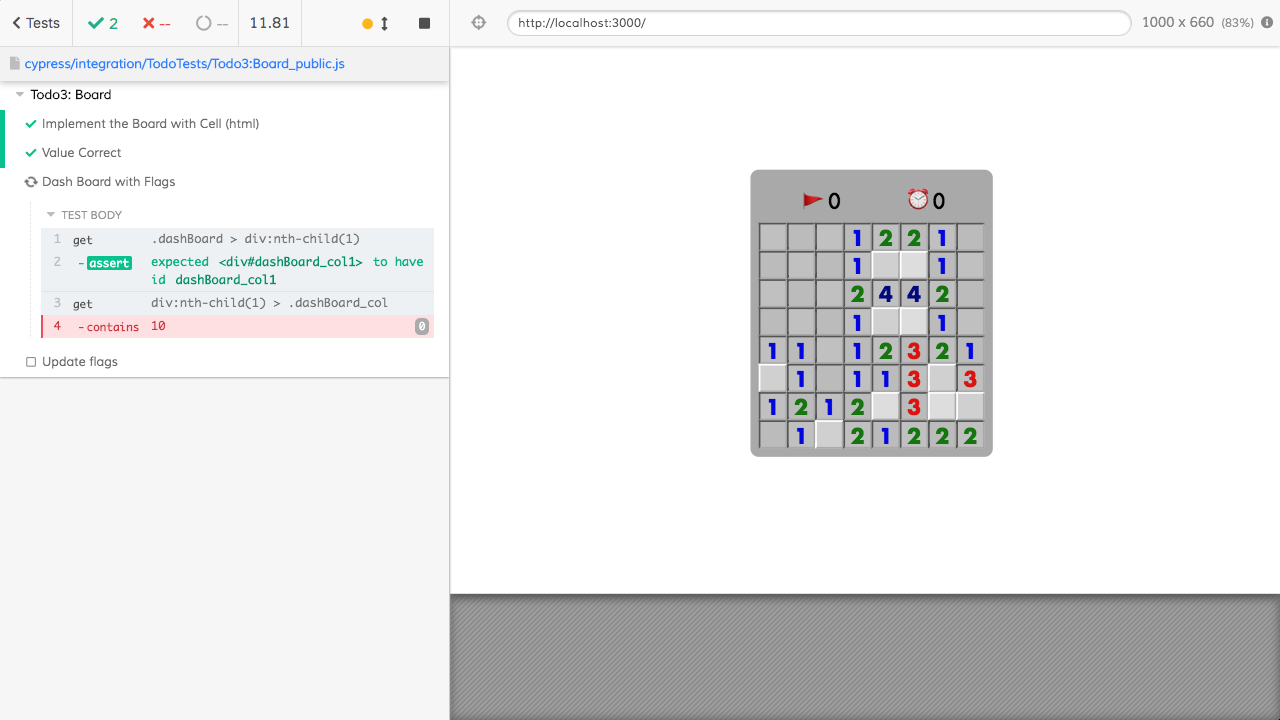 Tests 2 -- -- 11.81
http://localhost:3000/ 1000 x 660 (83%)
cypress/integration/TodoTests/Todo3:Board_public.js
Todo3: Board
Implement the Board with Cell (html)
Value Correct
Dash Board with Flags
TEST BODY
1 get .dashBoard > div:nth-child(1)
2 -assert expected <div#dashBoard_col1> to have
id dashBoard_col1
3 get div:nth-child(1) > .dashBoard_col
4 -contains 10 0
Update flags
0 0
1 2 2 1
1 1
2 4 4 2
1 1
1 1 1 2 3 2 1
1 1 1 3 3
1 2 1 2 3
1 2 1 2 2 2